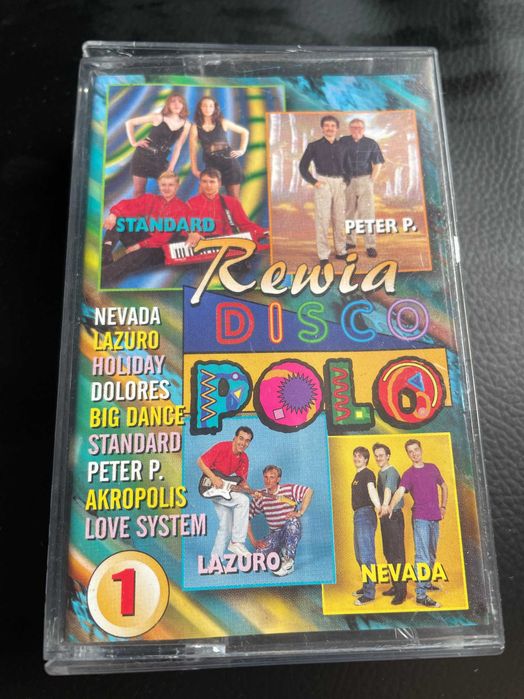 STANDARD
PETER P.
Rewia
DISCO
POLO
NEVADA
LAZURO
HOLIDAY
DOLORES
BIG DANCE
STANDARD
PETER P.
AKROPOLIS
LOVE SYSTEM
LAZURO
NEVADA
1